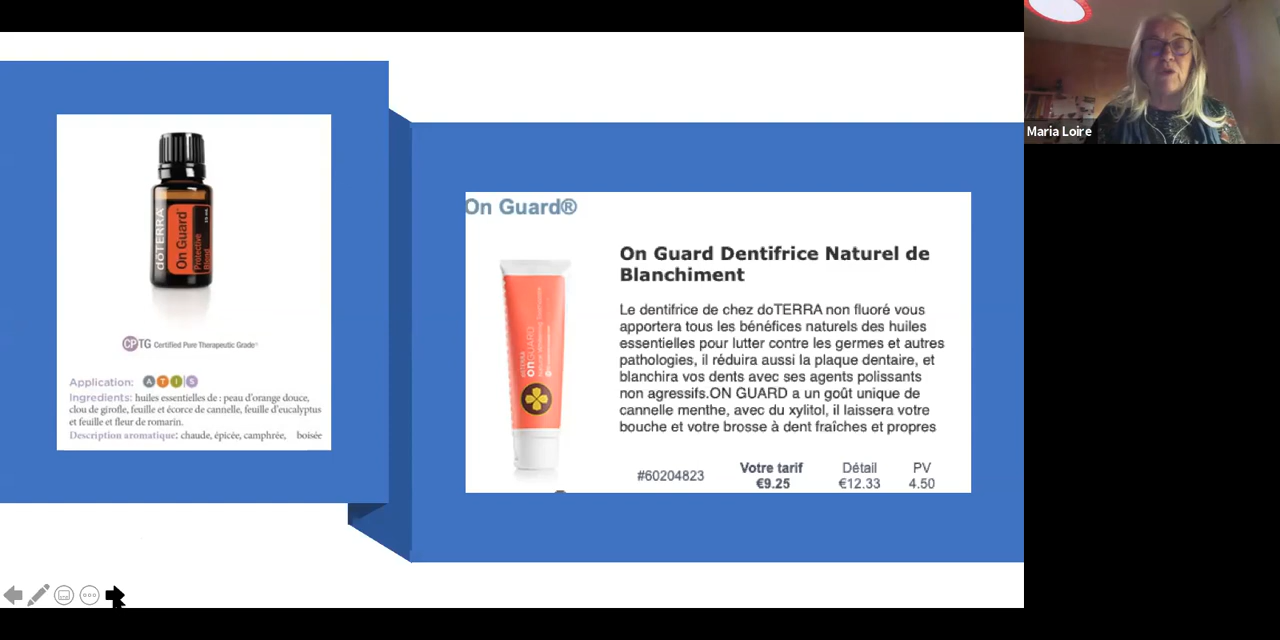 dōTERRA
On Guard
Protective
Blend
15 mL
CPTG Certified Pure Therapeutic Grade
Application: A T I S
Ingredients: huiles essentielles de : peau d'orange douce,
clou de girofle, feuille et écorce de cannelle, feuille d'eucalyptus
et feuille et fleur de romarin.
Description aromatique: chaude, épicée, camphrée, boisée
On Guard®
onGUARD
On Guard Dentifrice Naturel de
Blanchiment
Le dentifrice de chez doTERRA non fluoré vous
apportera tous les bénéfices naturels des huiles
essentielles pour lutter contre les germes et autres
pathologies, il réduira aussi la plaque dentaire, et
blanchira vos dents avec ses agents polissants
non agressifs.ON GUARD a un goût unique de
cannelle menthe, avec du xylitol, il laissera votre
bouche et votre brosse à dent fraîches et propres
#60204823
Votre tarif Détail PV
€9.25 €12.33 4.50
Maria Loire